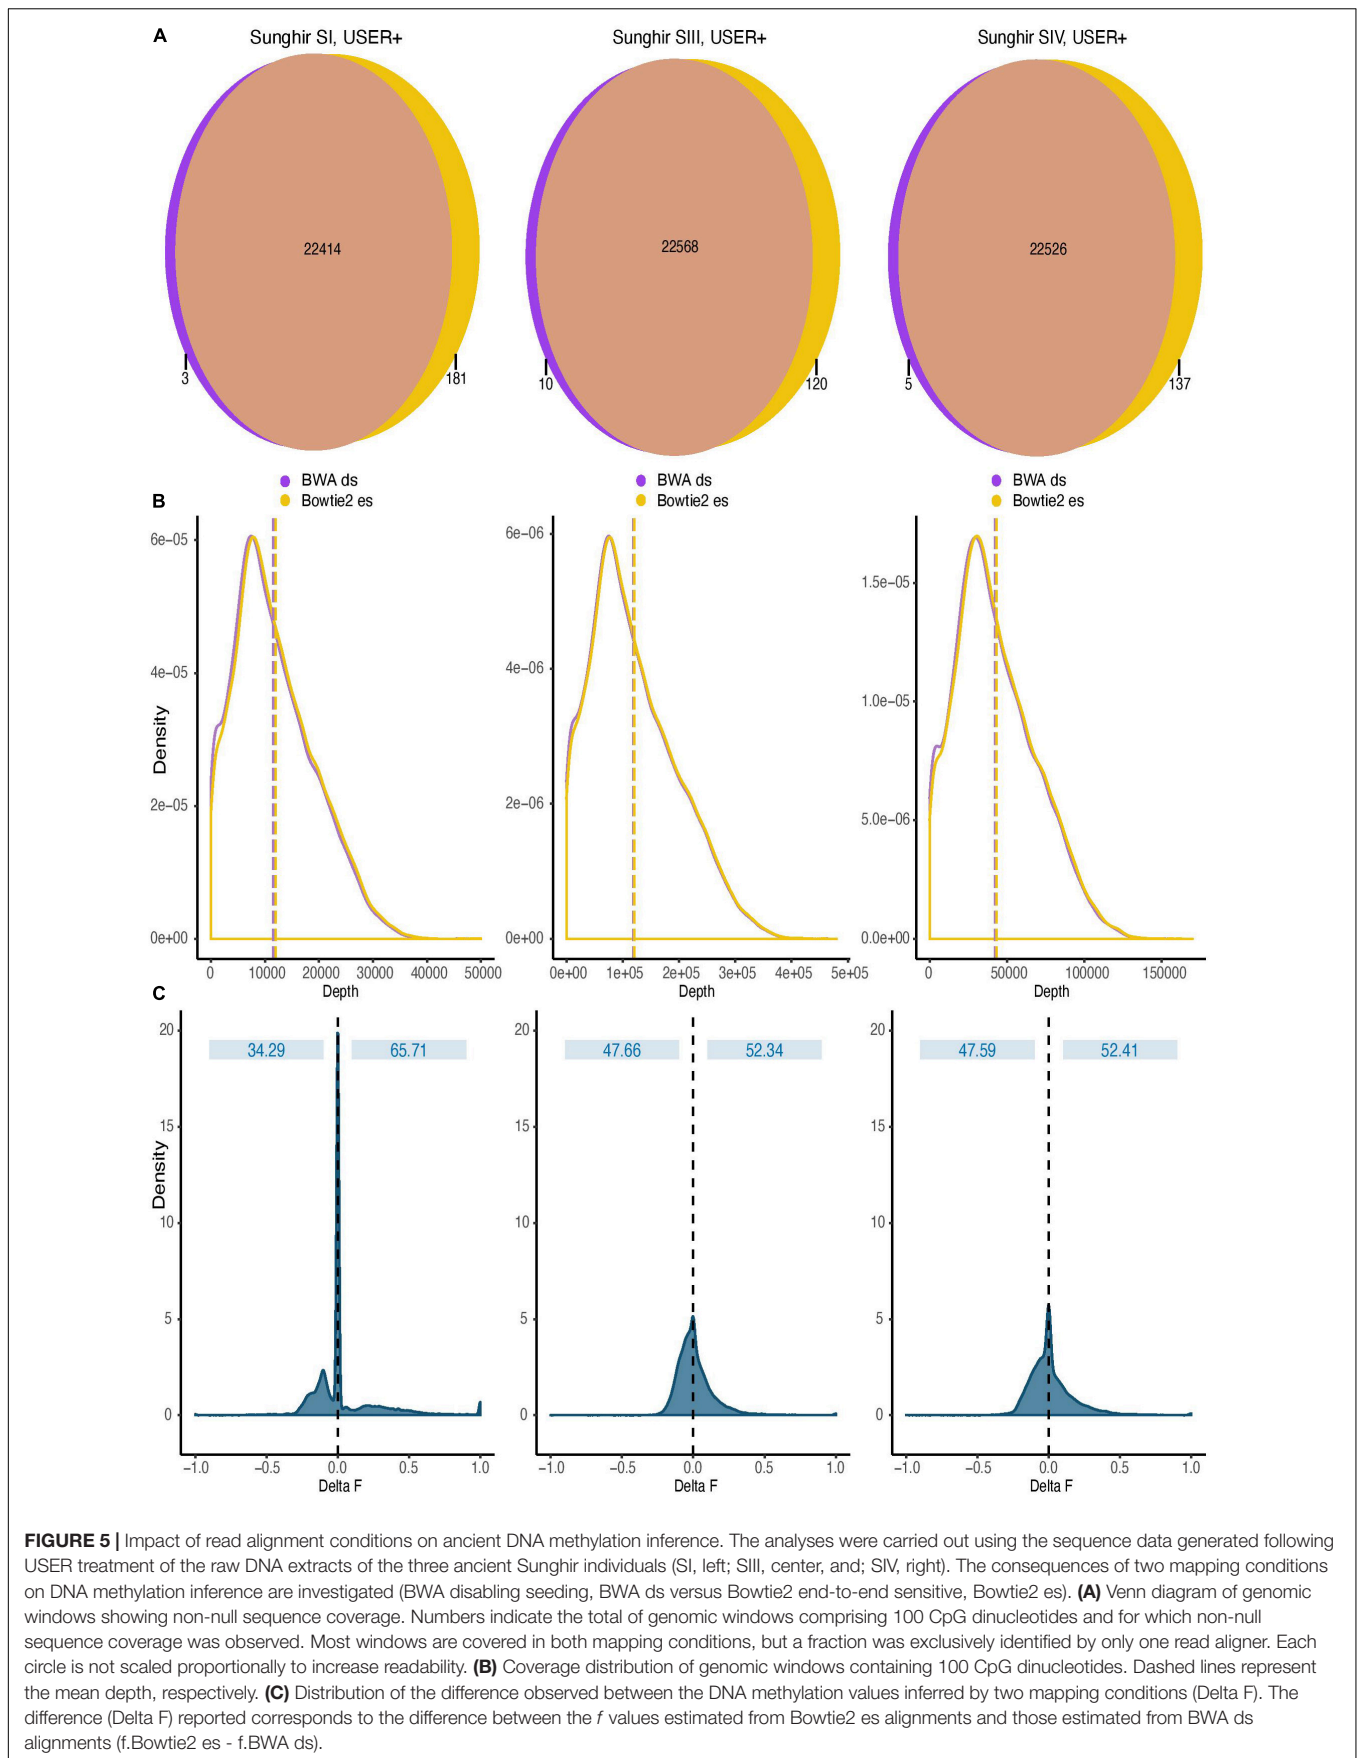 A
Sunghir SI, USER+
Sunghir SIII, USER+
Sunghir SIV, USER+
22414
22568
22526
3
181
10
120
5
137
BWA ds
Bowtie2 es
BWA ds
Bowtie2 es
BWA ds
Bowtie2 es
B
Density
6e−05
4e−05
2e−05
0e+00
0
10000
20000
30000
40000
50000
Depth
6e−06
4e−06
2e−06
0e+00
0e+00
1e+05
2e+05
3e+05
4e+05
5e+05
Depth
1.5e−05
1.0e−05
5.0e−06
0.0e+00
0
50000
100000
150000
Depth
C
Density
20
15
10
5
0
34.29
65.71
−1.0
−0.5
0.0
0.5
1.0
Delta F
20
15
10
5
0
47.66
52.34
−1.0
−0.5
0.0
0.5
1.0
Delta F
20
15
10
5
0
47.59
52.41
−1.0
−0.5
0.0
0.5
1.0
Delta F
FIGURE 5 | Impact of read alignment conditions on ancient DNA methylation inference. The analyses were carried out using the sequence data generated following
USER treatment of the raw DNA extracts of the three ancient Sunghir individuals (SI, left; SIII, center, and; SIV, right). The consequences of two mapping conditions
on DNA methylation inference are investigated (BWA disabling seeding, BWA ds versus Bowtie2 end-to-end sensitive, Bowtie2 es). (A) Venn diagram of genomic
windows showing non-null sequence coverage. Numbers indicate the total of genomic windows comprising 100 CpG dinucleotides and for which non-null
sequence coverage was observed. Most windows are covered in both mapping conditions, but a fraction was exclusively identified by only one read aligner. Each
circle is not scaled proportionally to increase readability. (B) Coverage distribution of genomic windows containing 100 CpG dinucleotides. Dashed lines represent
the mean depth, respectively. (C) Distribution of the difference observed between the DNA methylation values inferred by two mapping conditions (Delta F). The
difference (Delta F) reported corresponds to the difference between the f values estimated from Bowtie2 es alignments and those estimated from BWA ds
alignments (f.Bowtie2 es - f.BWA ds).